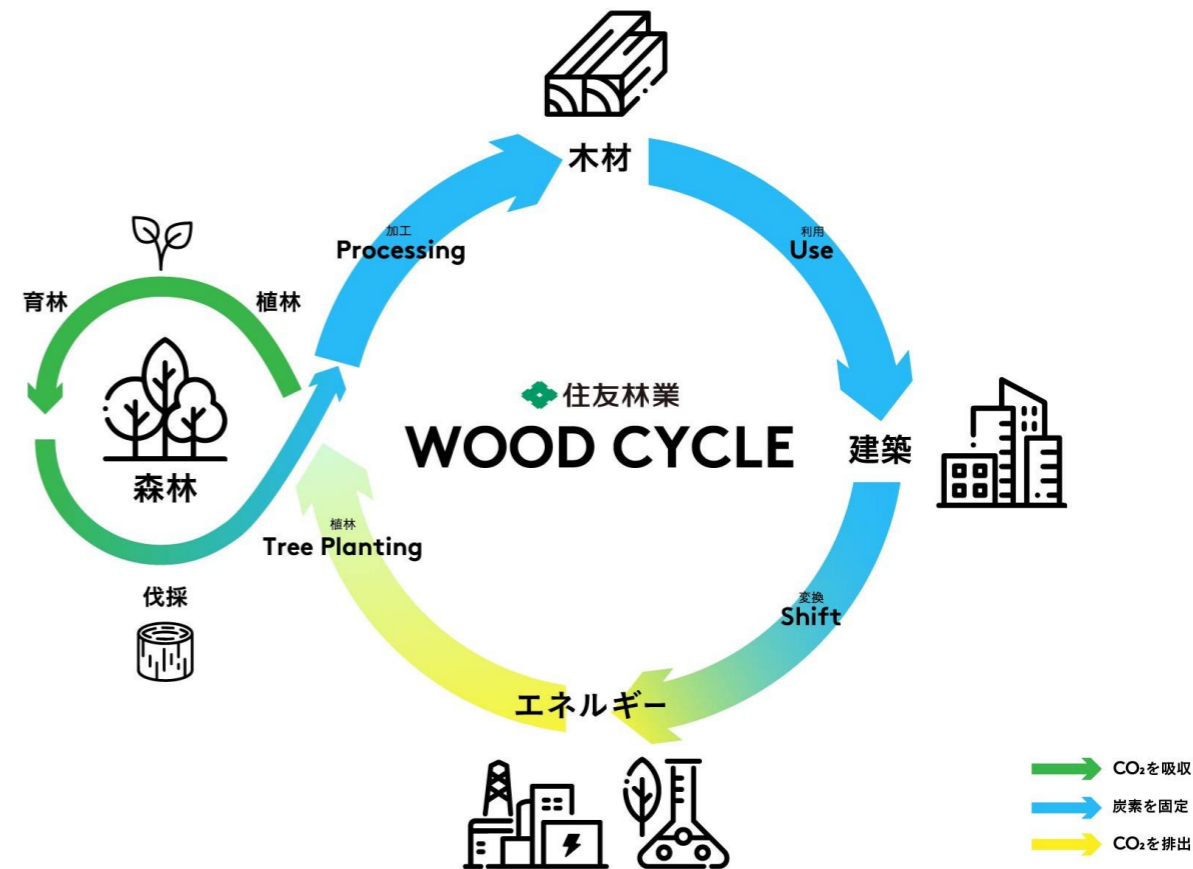 木材
加工
Processing
利用
Use
育林
植林
森林
伐採
住友林業
WOOD CYCLE
建築
植林
Tree Planting
変換
Shift
エネルギー
CO₂を吸収
炭素を固定
CO₂を排出